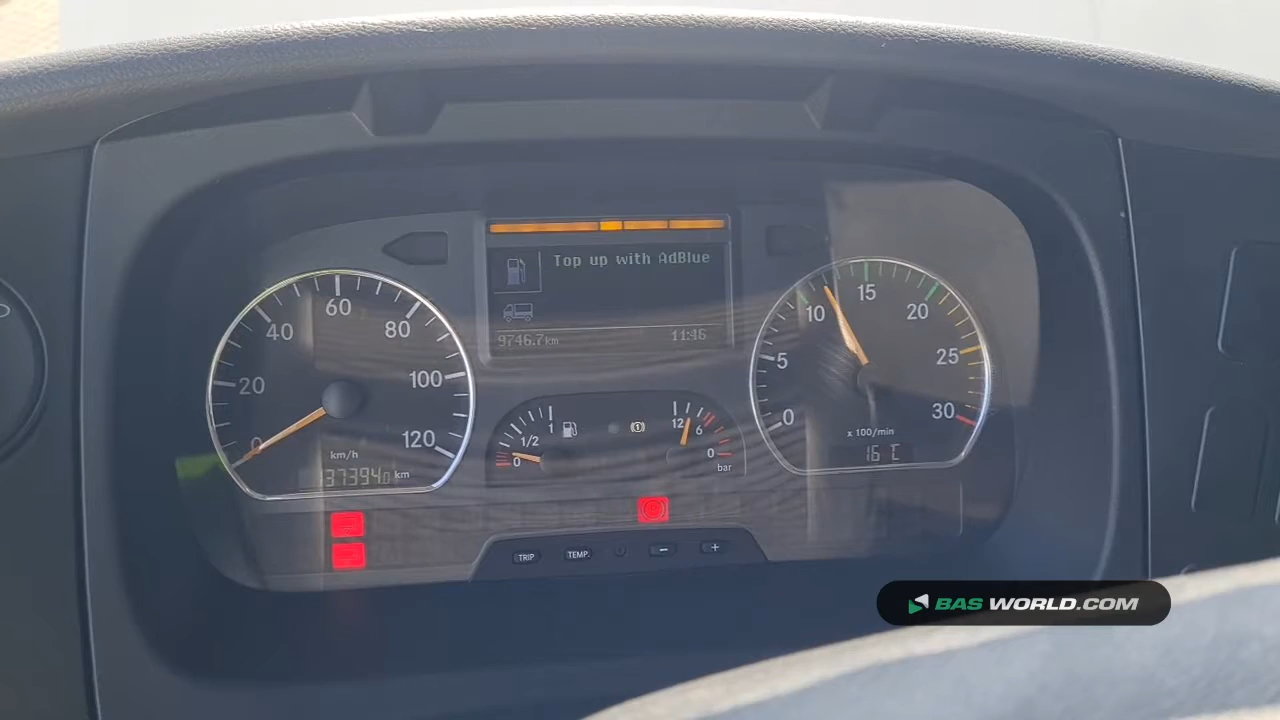 Top up with AdBlue
9746.7km 11:46
0 20 40 60 80 100 120
km/h
373940 km
0 1/2 1
12 6 0
bar
0 5 10 15 20 25 30
x 100/min
16 °C
TRIP TEMP. - +
BAS WORLD.COM